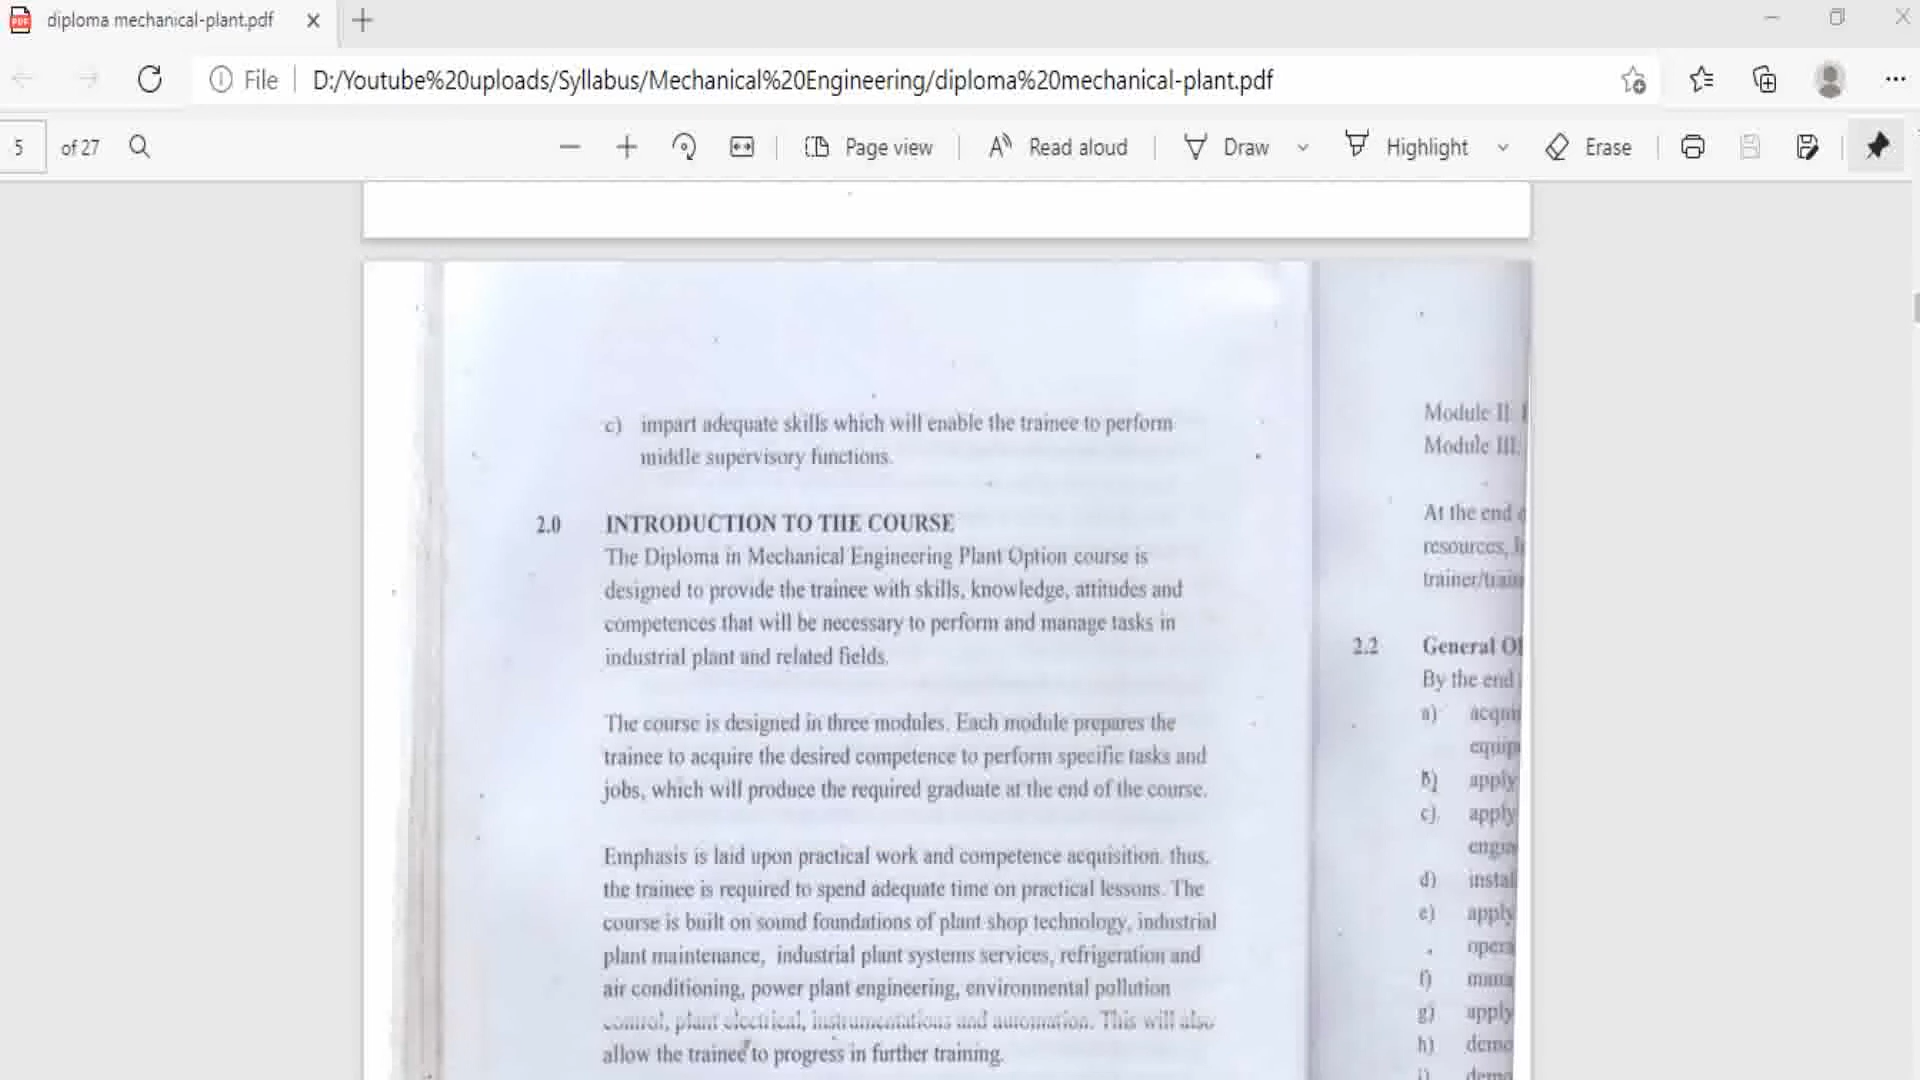 diploma mechanical-plant.pdf
File D:/Youtube%20uploads/Syllabus/Mechanical%20Engineering/diploma%20mechanical-plant.pdf
5 of 27 Page view Read aloud Draw Highlight Erase
c) impart adequate skills which will enable the trainee to perform
middle supervisory functions.
2.0 INTRODUCTION TO THE COURSE
The Diploma in Mechanical Engineering Plant Option course is
designed to provide the trainee with skills, knowledge, attitudes and
competences that will be necessary to perform and manage tasks in
industrial plant and related fields.
The course is designed in three modules. Each module prepares the
trainee to acquire the desired competence to perform specific tasks and
jobs, which will produce the required graduate at the end of the course.
Emphasis is laid upon practical work and competence acquisition. thus,
the trainee is required to spend adequate time on practical lessons. The
course is built on sound foundations of plant shop technology, industrial
plant maintenance, industrial plant systems services, refrigeration and
air conditioning, power plant engineering, environmental pollution
control, plant electrical, instrumentations and automation. This will also
allow the trainee to progress in further training.
Module II.
Module III.
At the end
resources,
2.2 General
By the end
a)
b) apply
c). apply
d)
e) apply
f)
g) apply
h)
i)